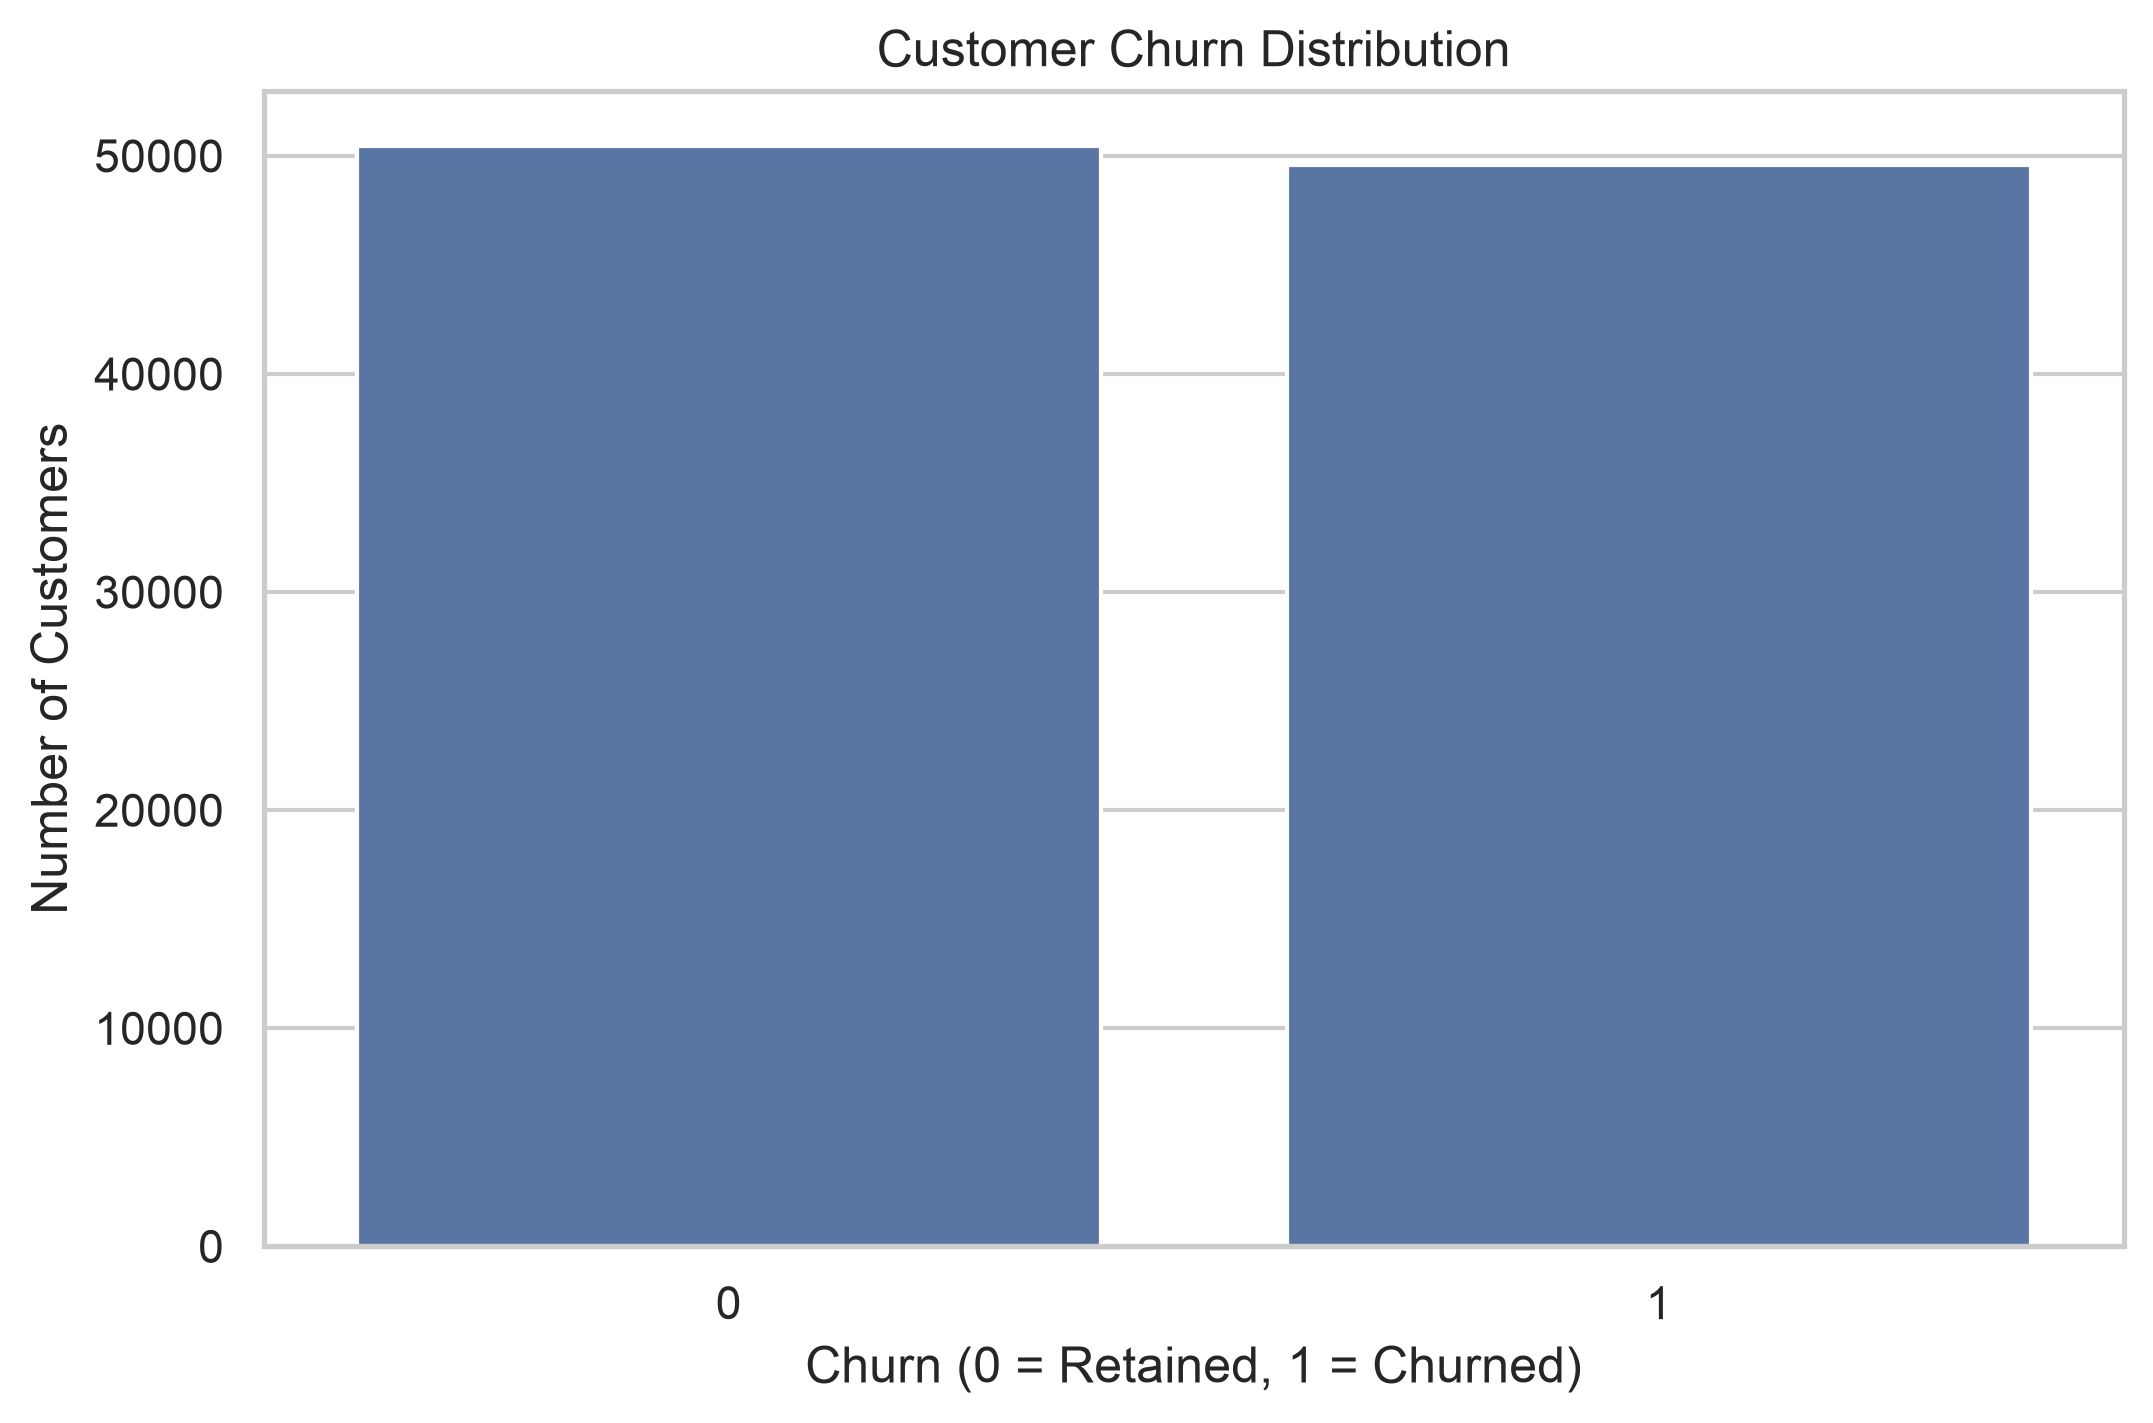 Customer Churn Distribution
50000
40000
30000
20000
10000
0
Number of Customers
0 1
Churn (0 = Retained, 1 = Churned)